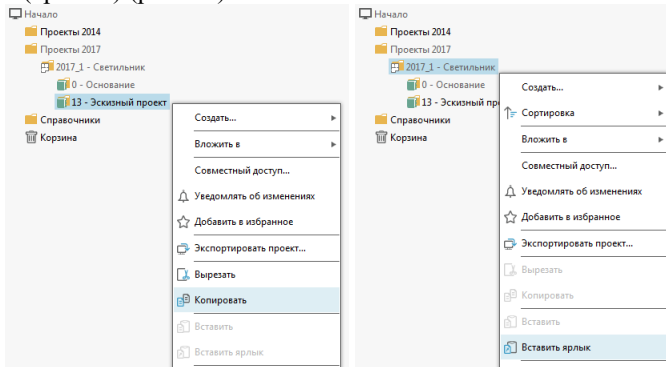 Начало
Проекты 2014
Проекты 2017
2017_1 - Светильник
0 - Основание
13 - Эскизный проект
Справочники
Корзина
Создать...
Вложить в
Совместный доступ...
Уведомлять об изменениях
Добавить в избранное
Экспортировать проект...
Вырезать
Копировать
Вставить
Вставить ярлык
Начало
Проекты 2014
Проекты 2017
2017_1 - Светильник
0 - Основание
13 - Эскизный пр
Справочники
Корзина
Создать...
Сортировка
Вложить в
Совместный доступ...
Уведомлять об изменениях
Добавить в избранное
Экспортировать проект...
Вырезать
Копировать
Вставить
Вставить ярлык